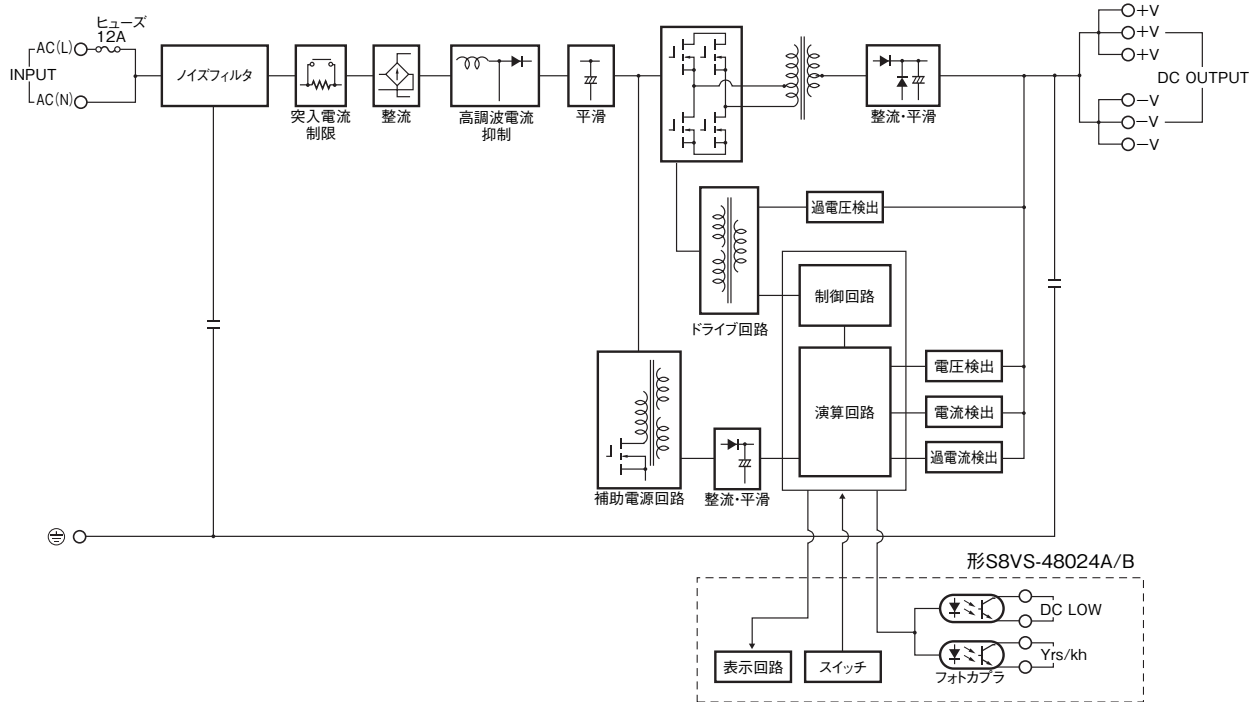 ヒューズ
12A
AC(L)
INPUT
AC(N)
ノイズフィルタ
突入電流
制限
整流
高調波電流
抑制
平滑
整流・平滑
+V
+V
+V
DC OUTPUT
−V
−V
−V
過電圧検出
ドライブ回路
制御回路
演算回路
電圧検出
電流検出
過電流検出
補助電源回路
整流・平滑
形S8VS-48024A/B
表示回路
スイッチ
フォトカプラ
DC LOW
Yrs/kh